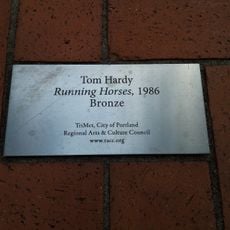 Tom Hardy
Running Horses, 1986
Bronze
TriMet, City of Portland
Regional Arts & Culture Council
www.racc.org